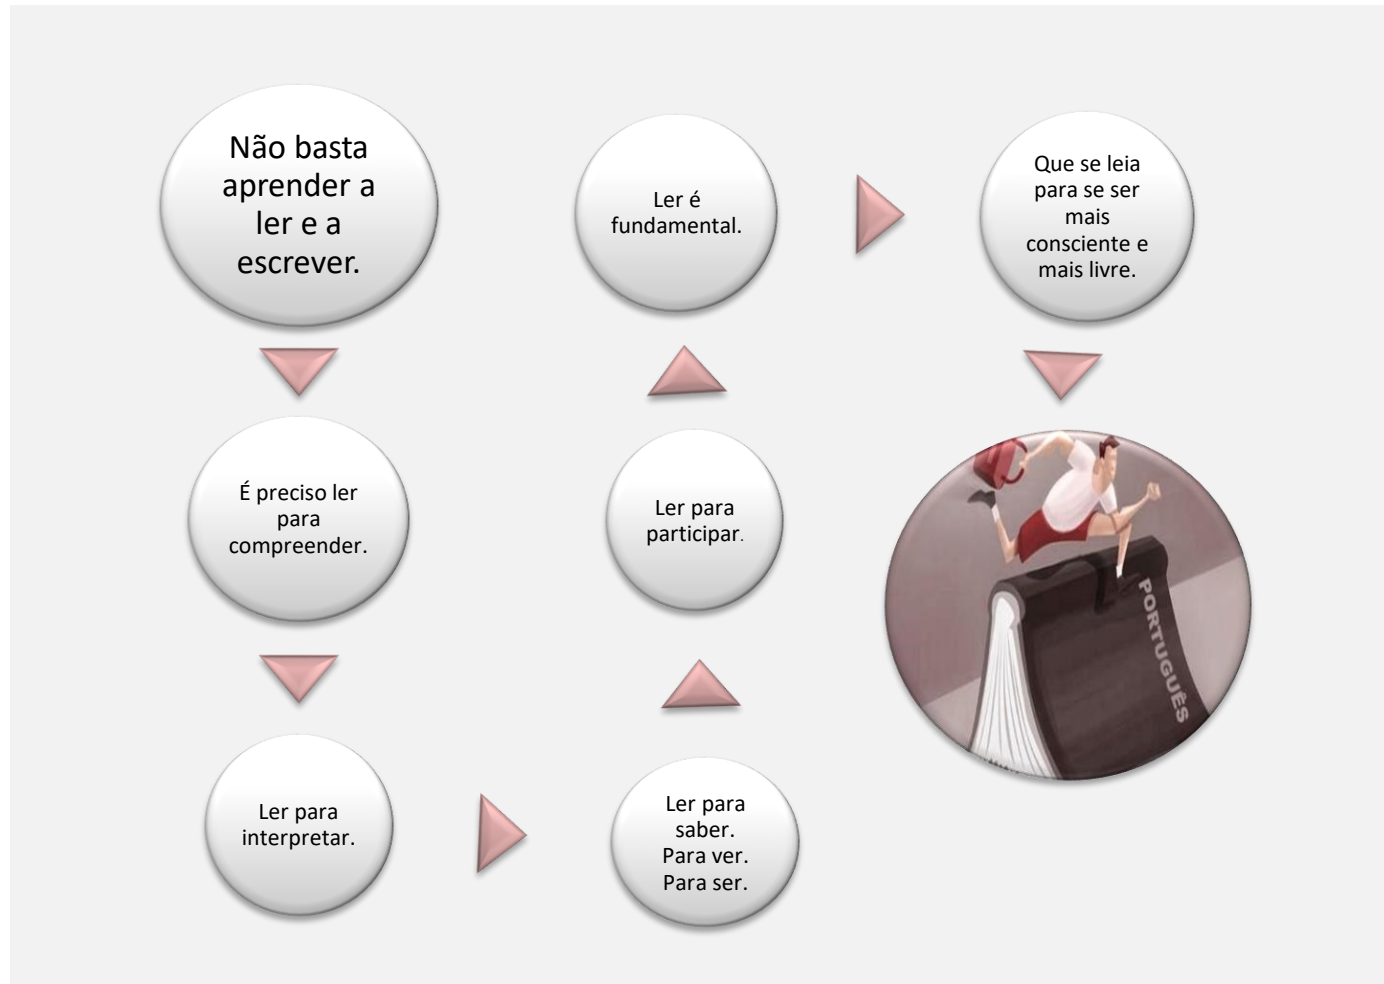 Não basta
aprender a
ler e a
escrever.
É preciso ler
para
compreender.
Ler para
interpretar.
Ler para
saber.
Para ver.
Para ser.
Ler para
participar.
Ler é
fundamental.
Que se leia
para se ser
mais
consciente e
mais livre.
PORTUGUÊS